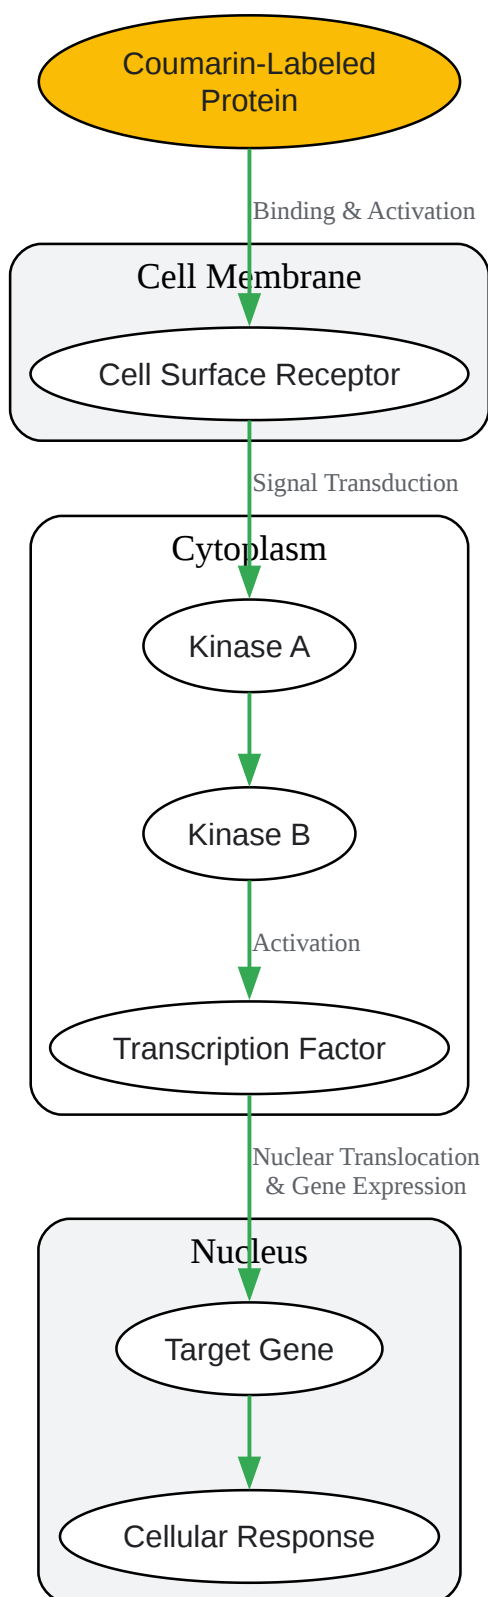 Coumarin-Labeled
Protein
Binding & Activation
Cell Membrane
Cell Surface Receptor
Signal Transduction
Cytoplasm
Kinase A
Kinase B
Activation
Transcription Factor
Nuclear Translocation
& Gene Expression
Nucleus
Target Gene
Cellular Response